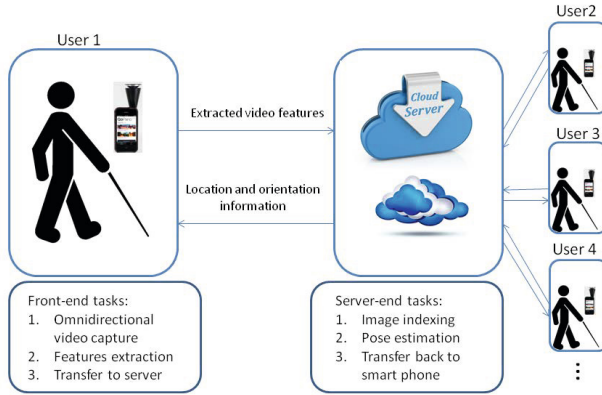 User 1
Extracted video features
Location and orientation
information
Cloud
Server
User2
User 3
User 4
Front-end tasks:
1. Omnidirectional
video capture
2. Features extraction
3. Transfer to server
Server-end tasks:
1. Image indexing
2. Pose estimation
3. Transfer back to
smart phone